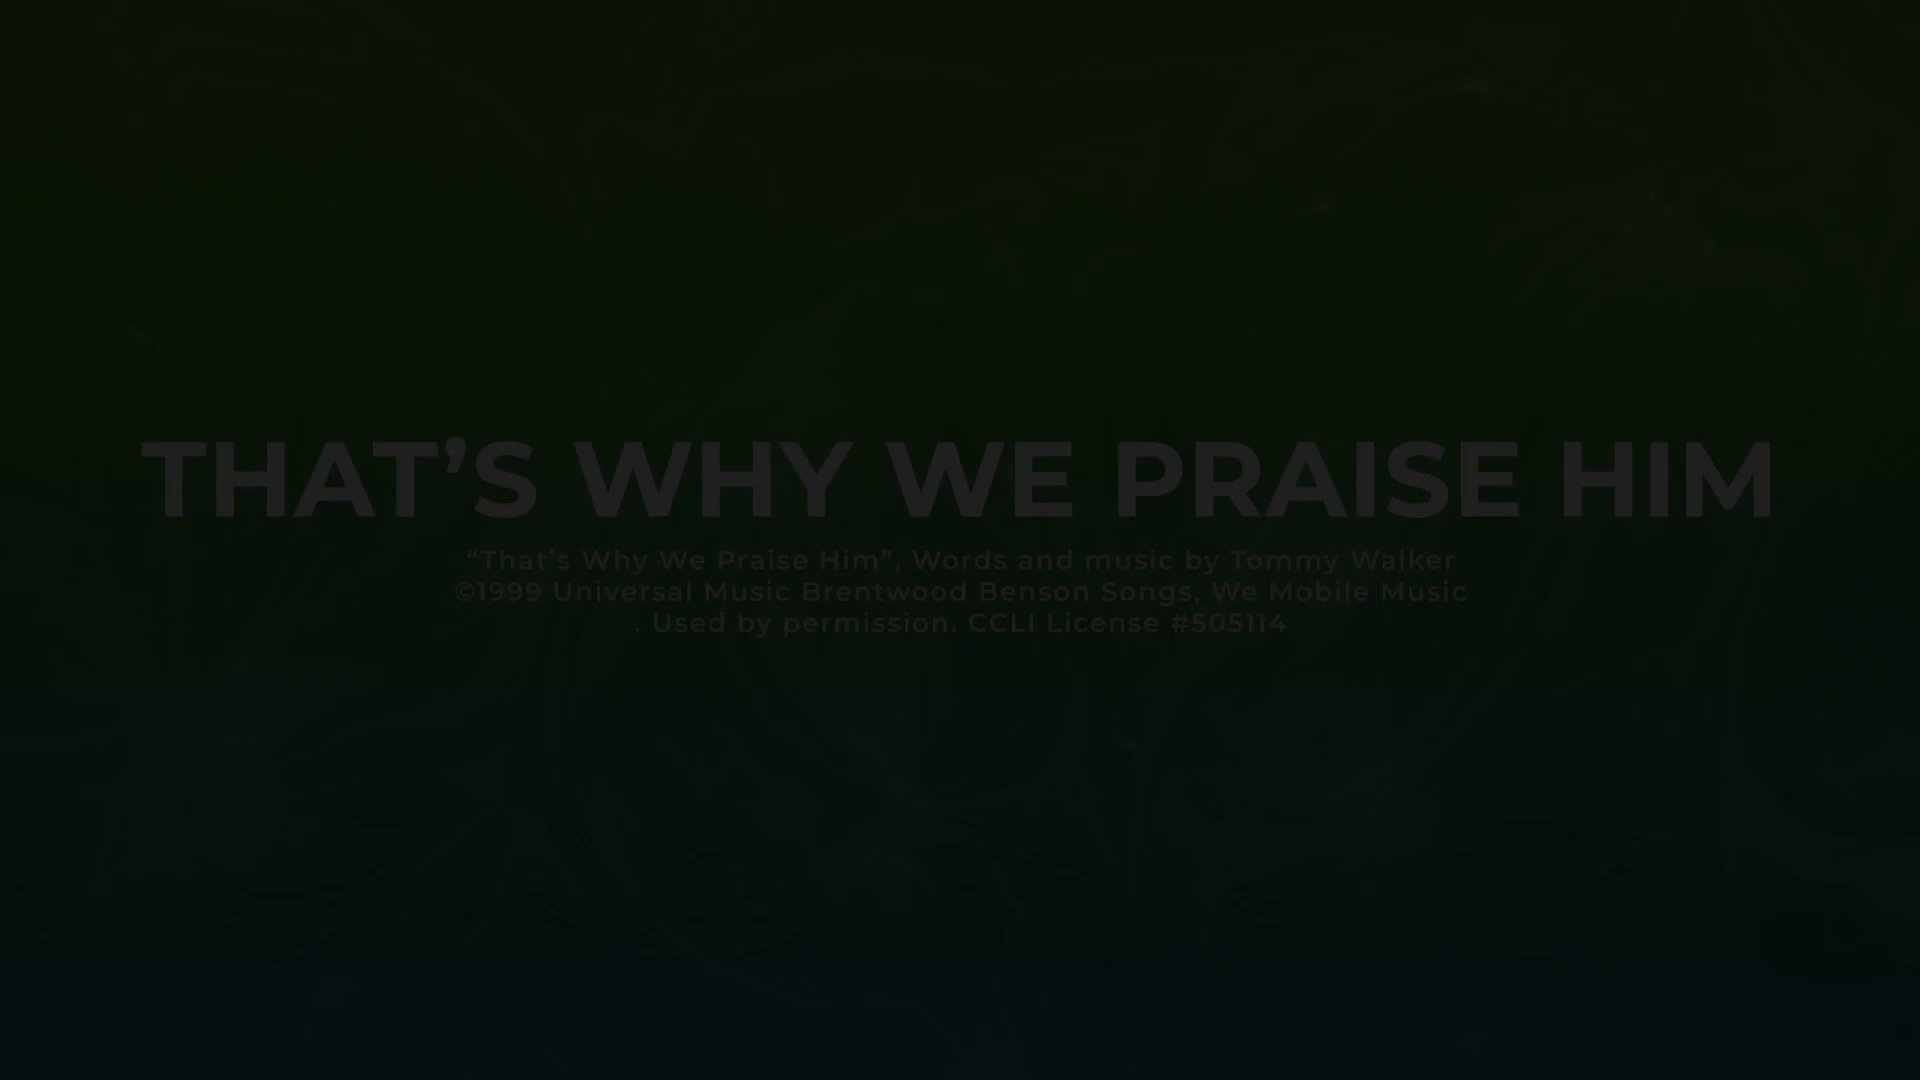 THAT’S WHY WE PRAISE HIM
“That’s Why We Praise Him”, Words and music by Tommy Walker
©1999 Universal Music Brentwood Benson Songs, We Mobile Music
. Used by permission. CCLI License #505114